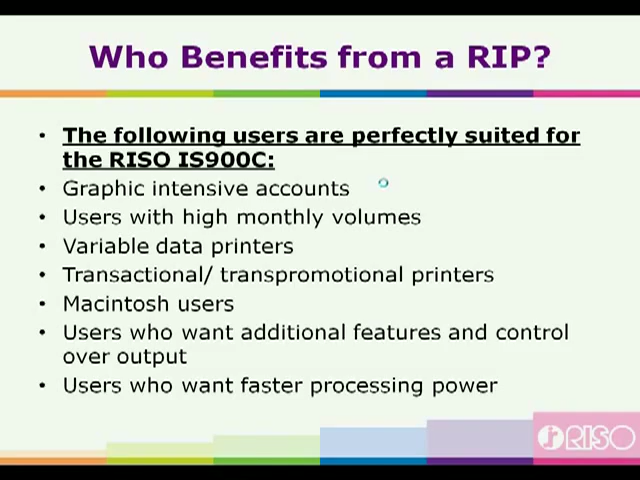 Who Benefits from a RIP?
• The following users are perfectly suited for
the RISO IS900C:
• Graphic intensive accounts
• Users with high monthly volumes
• Variable data printers
• Transactional/ transpromotional printers
• Macintosh users
• Users who want additional features and control
over output
• Users who want faster processing power
RISO